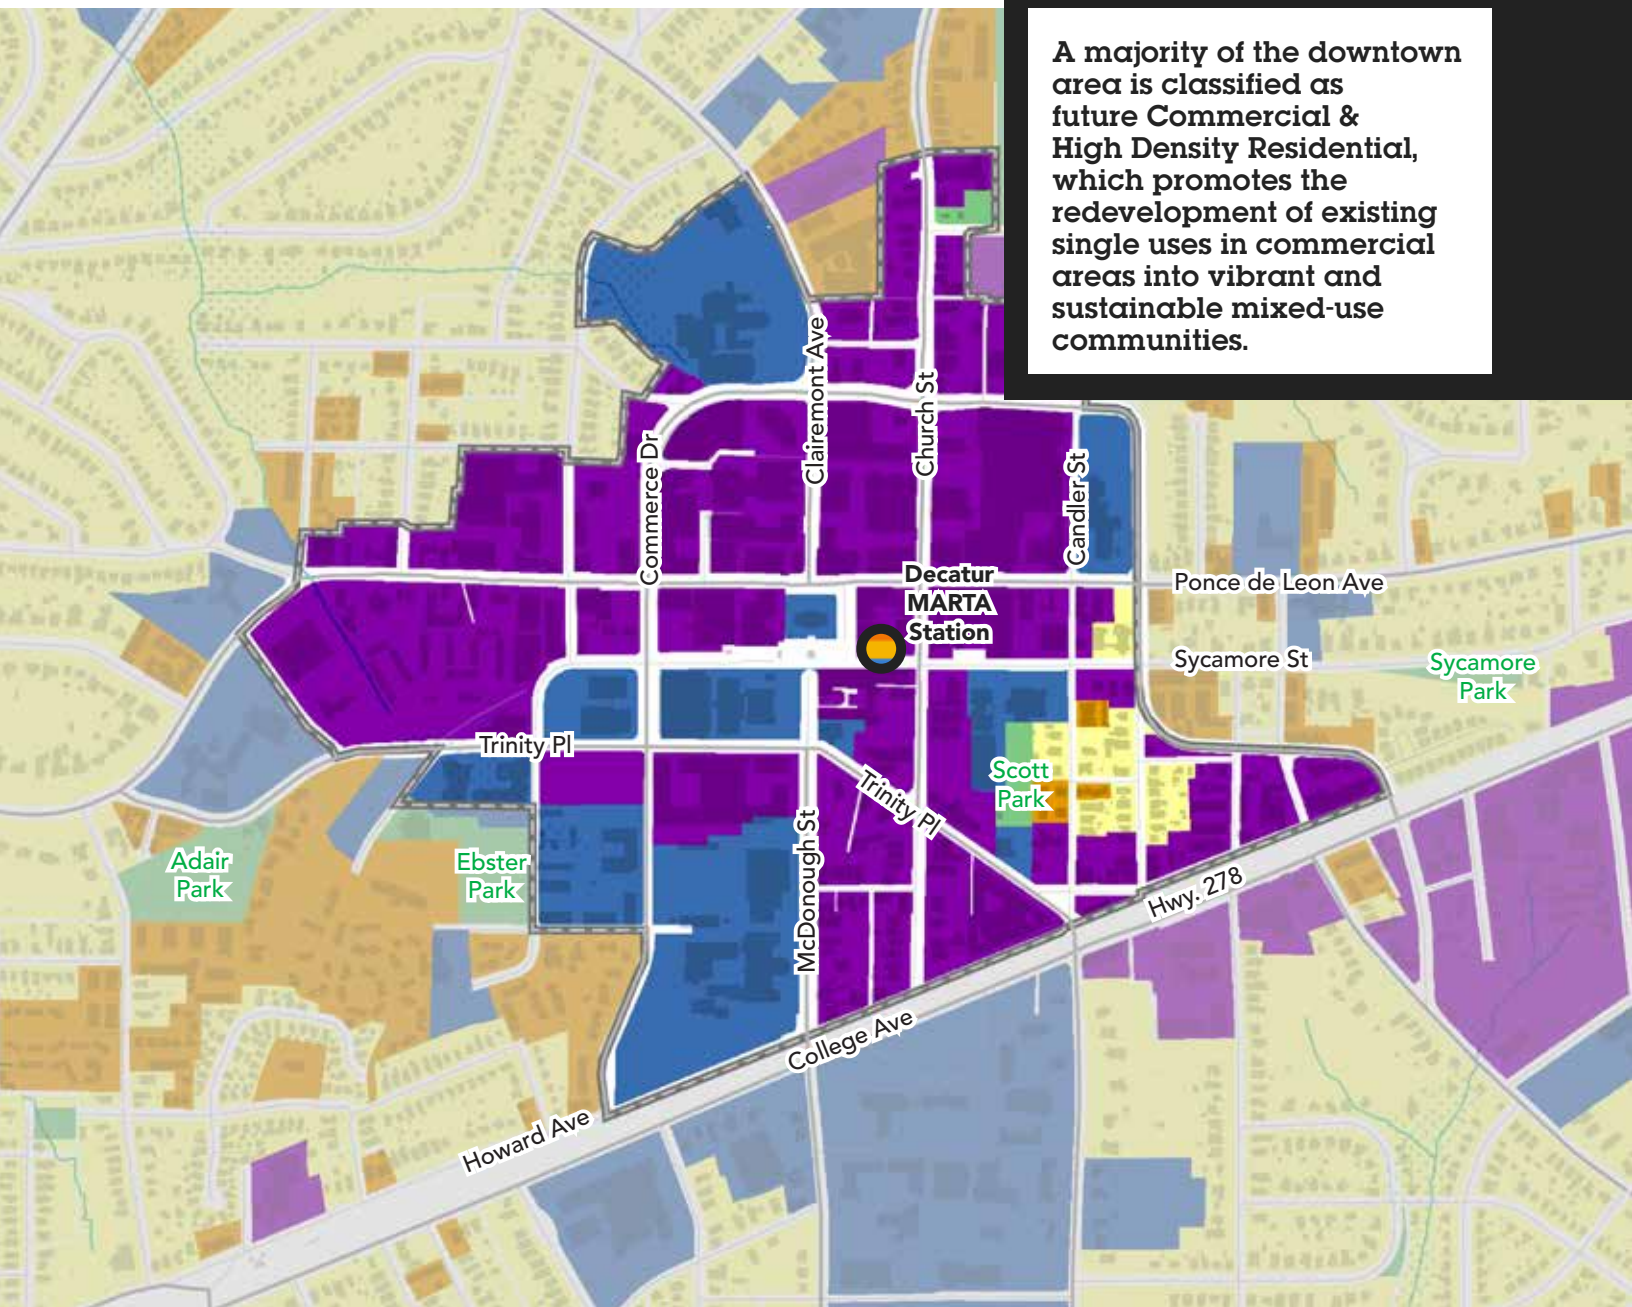 A majority of the downtown
area is classified as
future Commercial &
High Density Residential,
which promotes the
redevelopment of existing
single uses in commercial
areas into vibrant and
sustainable mixed-use
communities.
Clairemont Ave
Church St
Commerce Dr
Candler St
Decatur
MARTA
Station
Ponce de Leon Ave
Sycamore St
Sycamore
Park
Trinity Pl
Scott
Park
Trinity Pl
Adair
Park
Ebster
Park
McDonough St
Hwy. 278
College Ave
Howard Ave